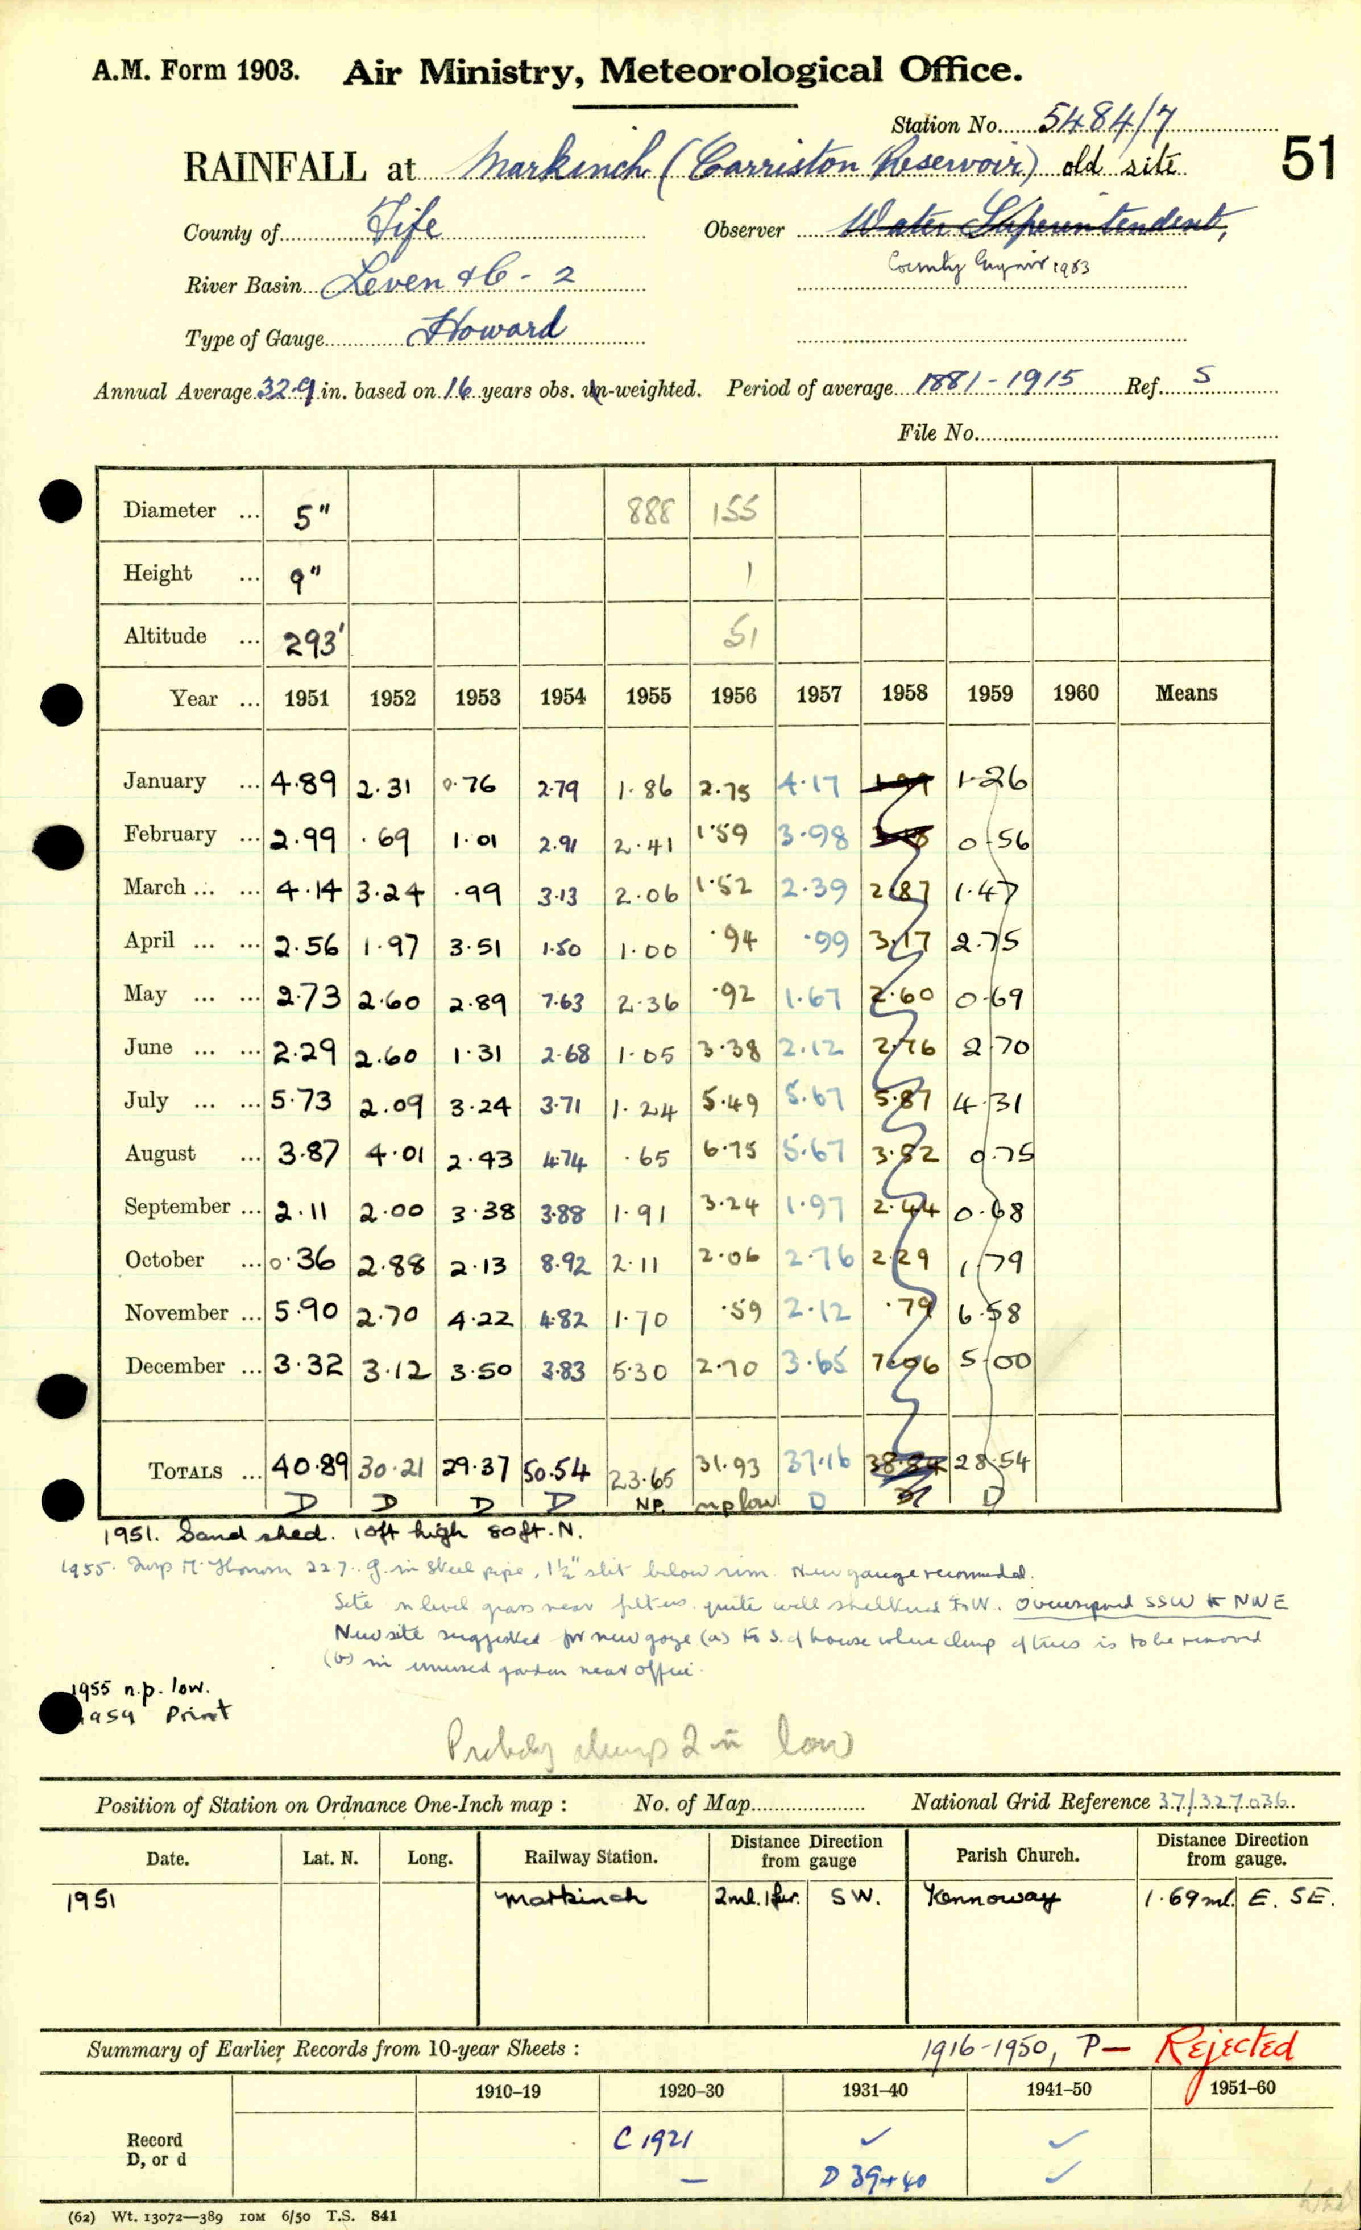 A.M. Form 1903. Air Ministry, Meteorological Office.
Station No. 5484/7
RAINFALL at Markinch (Carriston Reservoir) old site 51
County of Fife Observer Water Superintendent,
County Engineer 1953
River Basin Leven &c - 2
Type of Gauge Howard
Annual Average 32.9 in. based on 16 years obs. un-weighted. Period of average 1881-1915 Ref. S
File No.
Diameter ... 5" 888 155
Height ... 9" 1
Altitude ... 293' 51
Year ... 1951 1952 1953 1954 1955 1956 1957 1958 1959 1960 Means
January ... 4.89 2.31 0.76 2.79 1.86 2.75 4.17 1.26
February ... 2.99 .69 1.01 2.91 2.41 1.59 3.98 0.56
March ... ... 4.14 3.24 .99 3.13 2.06 1.52 2.39 2.87 1.47
April ... ... 2.56 1.97 3.51 1.50 1.00 .94 .99 3.17 2.75
May ... ... 2.73 2.60 2.89 7.63 2.36 .92 1.67 2.60 0.69
June ... ... 2.29 2.60 1.31 2.68 1.05 3.38 2.12 2.76 2.70
July ... ... 5.73 2.09 3.24 3.71 1.24 5.49 5.67 5.87 4.31
August ... 3.87 4.01 2.43 4.74 .65 6.75 5.67 3.82 0.75
September ... 2.11 2.00 3.38 3.88 1.91 3.24 1.97 2.44 0.68
October ... 0.36 2.88 2.13 8.92 2.11 2.06 2.76 2.29 1.79
November ... 5.90 2.70 4.22 4.82 1.70 .59 2.12 .79 6.58
December ... 3.32 3.12 3.50 3.83 5.30 2.70 3.65 7.06 5.00
TOTALS ... 40.89 30.21 29.37 50.54 23.65 31.93 37.16 38.84 28.54
D D D D NP. np low D D
1951. Sand shed. 10ft high 80ft. N.
1955. Insp 22.7. g. in steel pipe, 1½" slit below rim. New gauge recommended.
Site on level grass near filters. quite well sheltered to W. Overexposed SSW to NNE
New site suggested for new gauge (a) to S. of house where clump of trees is to be removed
(b) in unused garden near office.
1955 n.p. low.
1959 Print
Probably 2 in low
Position of Station on Ordnance One-Inch map : No. of Map National Grid Reference 37/327036
Date. Lat. N. Long. Railway Station. Distance Direction from gauge Parish Church. Distance Direction from gauge.
1951 Markinch 2ml. 1fur. SW. Kennoway 1.69ml. E. SE.
Summary of Earlier Records from 10-year Sheets : 1916-1950, P— Rejected
1910–19 1920–30 1931–40 1941–50 1951–60
Record C 1921 ✓ ✓
D, or d — D 39+40 ✓
(62) Wt. 13072—389 10M 6/50 T.S. 841